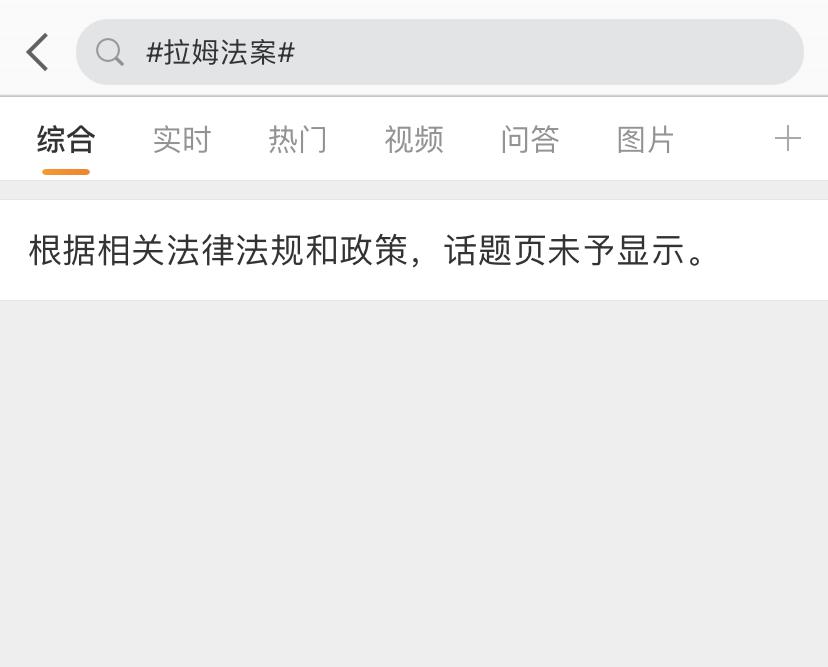 #拉姆法案#
综合 实时 热门 视频 问答 图片
根据相关法律法规和政策，话题页未予显示。